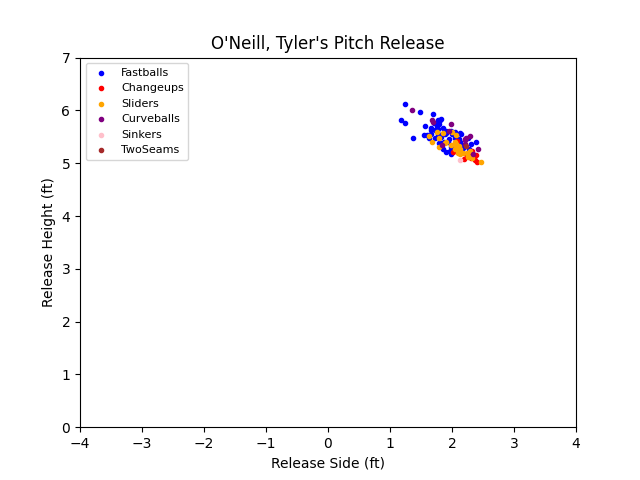 O'Neill, Tyler's Pitch Release
Release Height (ft)
7
6
5
4
3
2
1
0
Fastballs
Changeups
Sliders
Curveballs
Sinkers
TwoSeams
−4 −3 −2 −1 0 1 2 3 4
Release Side (ft)